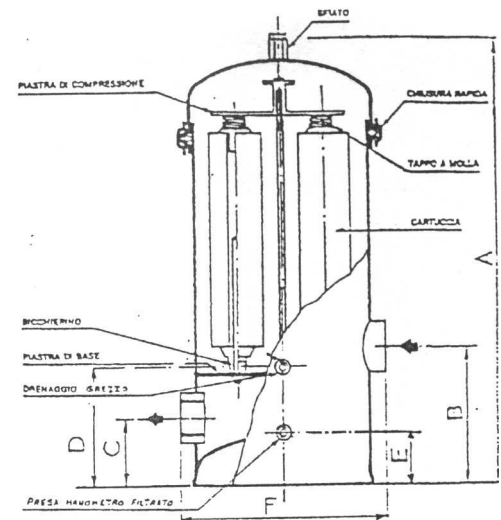 SFIATO
PIASTRA DI COMPRESSIONE
CHIUSURA RAPIDA
TAPPO A MOLLA
CARTUCCIA
A
BICCHIERINO
PIASTRA DI BASE
DRENAGGIO GREZZO
B
D
C
E
F
PRESA MANOMETRO FILTRATO